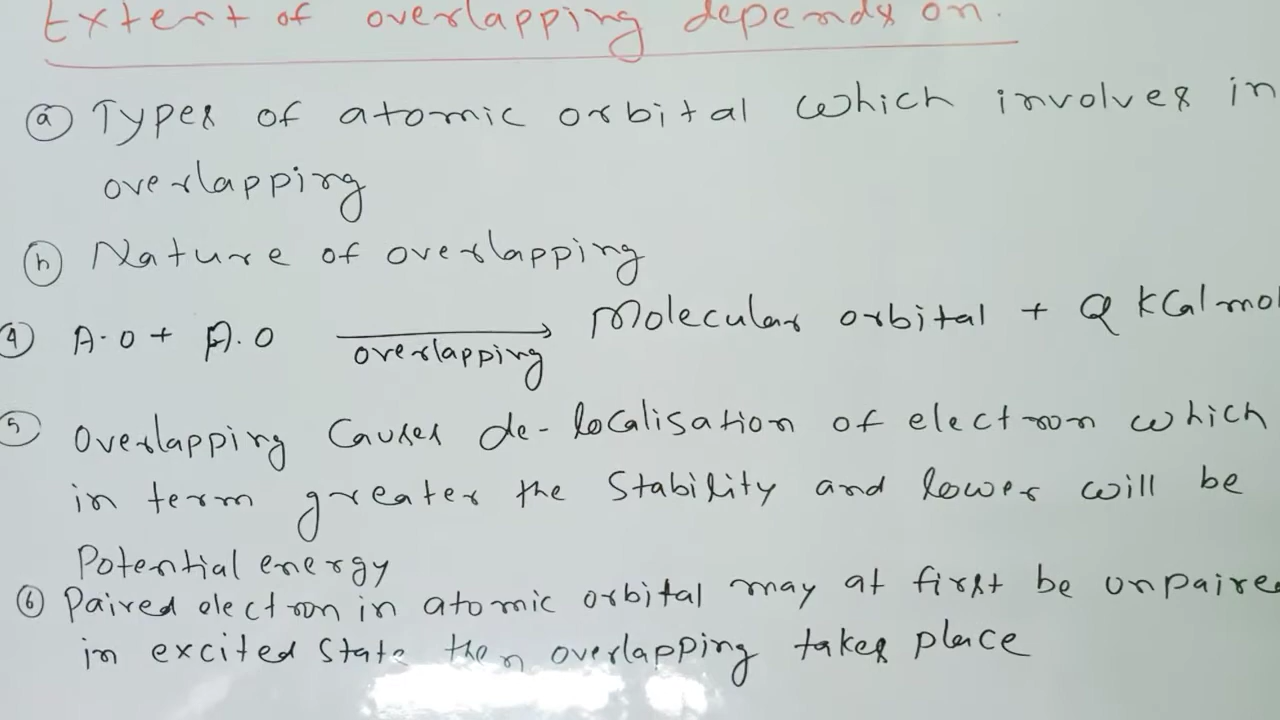 Extent of overlapping depends on.
(a) Types of atomic orbital which involves in
overlapping
(b) Nature of overlapping
(4) A.O + A.O overlapping → Molecular orbital + Q KCal mol
(5) Overlapping Causes de-localisation of electron which
in term greater the Stability and lower will be
Potential energy
(6) Paired electron in atomic orbital may at first be unpaired
in excited State then overlapping takes place